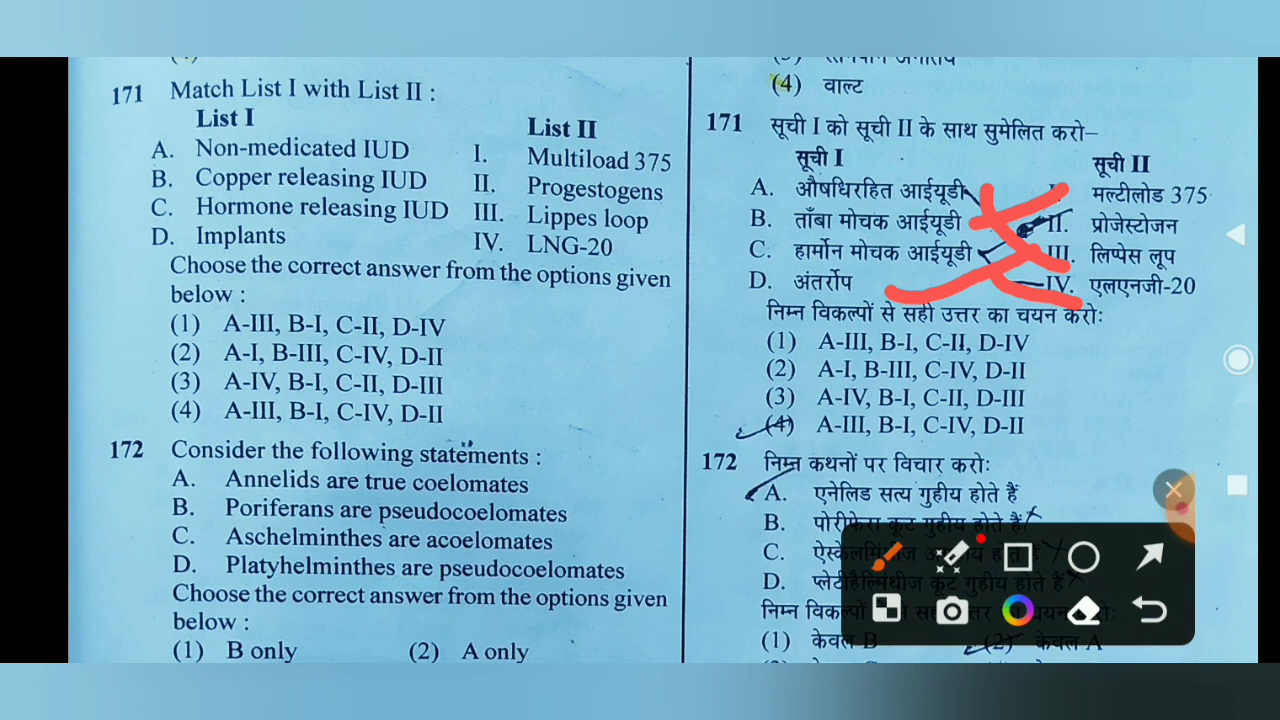 171 Match List I with List II :
List I List II
A. Non-medicated IUD I. Multiload 375
B. Copper releasing IUD II. Progestogens
C. Hormone releasing IUD III. Lippes loop
D. Implants IV. LNG-20
Choose the correct answer from the options given
below :
(1) A-III, B-I, C-II, D-IV
(2) A-I, B-III, C-IV, D-II
(3) A-IV, B-I, C-II, D-III
(4) A-III, B-I, C-IV, D-II
172 Consider the following statements :
A. Annelids are true coelomates
B. Poriferans are pseudocoelomates
C. Aschelminthes are acoelomates
D. Platyhelminthes are pseudocoelomates
Choose the correct answer from the options given
below :
(1) B only (2) A only
(4) वाल्ट
171 सूची I को सूची II के साथ सुमेलित करो–
सूची I सूची II
A. औषधिरहित आईयूडी मल्टीलोड 375
B. ताँबा मोचक आईयूडी II. प्रोजेस्टोजन
C. हार्मोन मोचक आईयूडी III. लिप्पेस लूप
D. अंतर्रोप IV. एलएनजी-20
निम्न विकल्पों से सही उत्तर का चयन करोः
(1) A-III, B-I, C-II, D-IV
(2) A-I, B-III, C-IV, D-II
(3) A-IV, B-I, C-II, D-III
(4) A-III, B-I, C-IV, D-II
172 निम्न कथनों पर विचार करोः
A. एनेलिड सत्य गुहीय होते हैं
B. पोरीफेरा कूट गुहीय होते हैं
C.
D. प्लेटीहैल्मिंथीज कूट गुहीय होते हैं
निम्न
(1) केवल B (2) केवल A